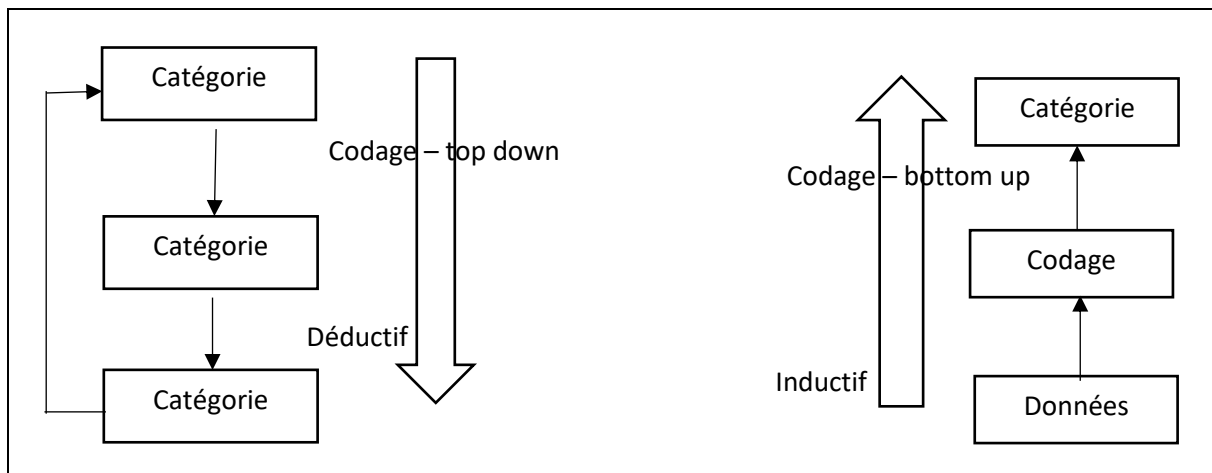 Catégorie
Codage – top down
Catégorie
Déductif
Catégorie
Catégorie
Codage – bottom up
Codage
Inductif
Données